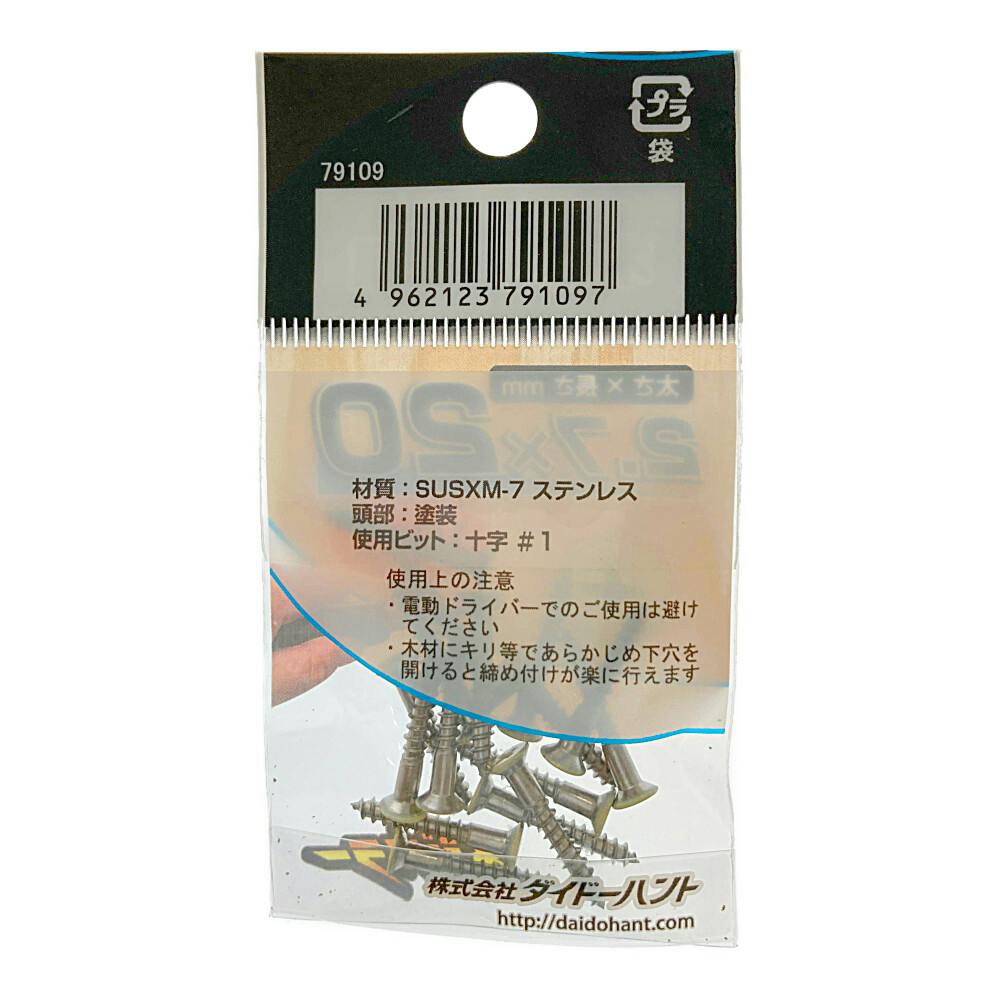 プラ
袋
79109
4 962123 791097
太さ × 長さ mm
2.7×20
材質：SUSXM-7 ステンレス
頭部：塗装
使用ビット：十字 #1
使用上の注意
・電動ドライバーでのご使用は避け
てください
・木材にキリ等であらかじめ下穴を
開けると締め付けが楽に行えます
株式会社 ダイドーハント
http://daidohant.com